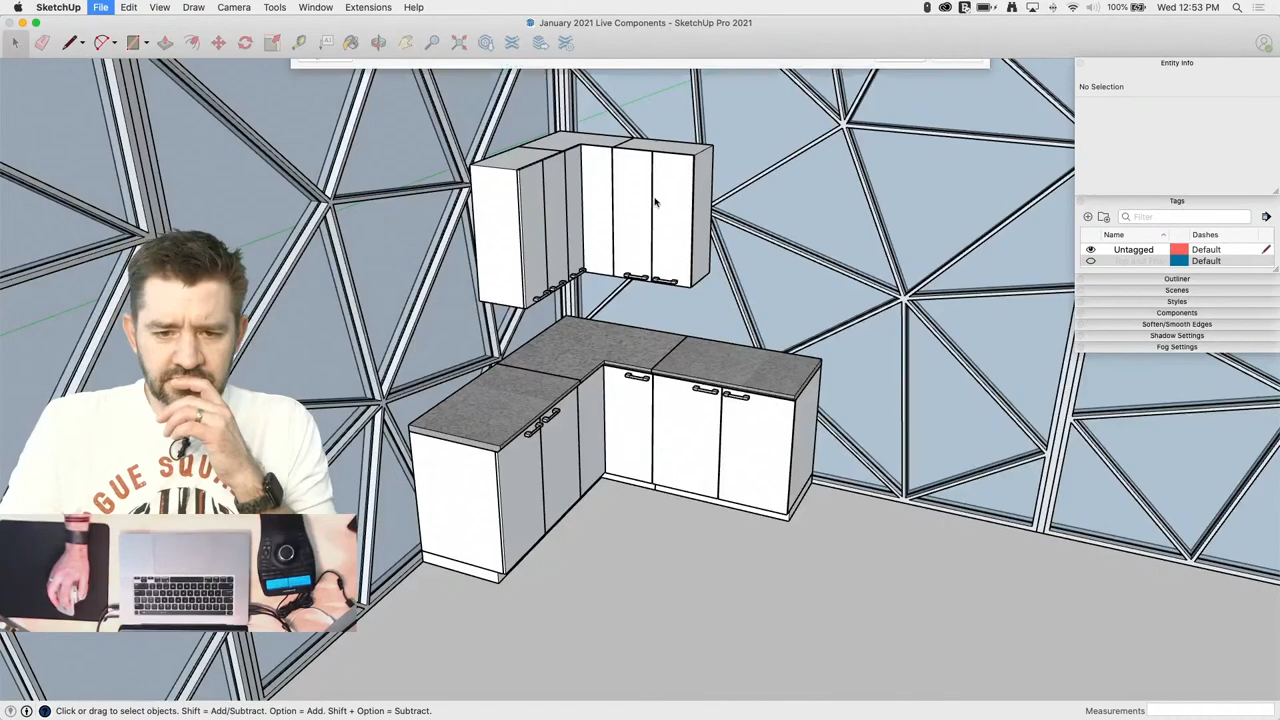 SketchUp File Edit View Draw Camera Tools Window Extensions Help
100% Wed 12:53 PM
January 2021 Live Components - SketchUp Pro 2021
Entity Info
No Selection
Tags
Filter
Name Dashes
Untagged Default
Default
Outliner
Scenes
Styles
Components
Soften/Smooth Edges
Shadow Settings
Fog Settings
Click or drag to select objects. Shift = Add/Subtract. Option = Add. Shift + Option = Subtract.
Measurements